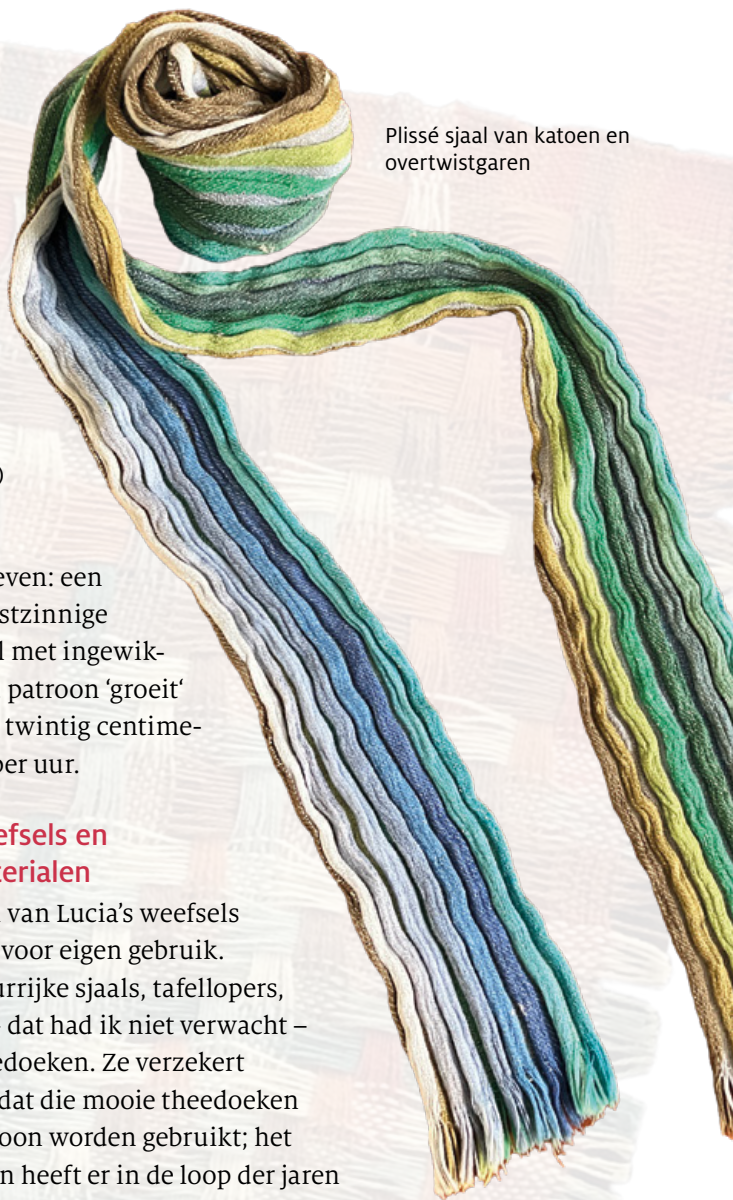 Plissé sjaal van katoen en
overtwistgaren
)
even: een
stzinnige
l met ingewik-
patroon ‘groeit‘
twintig centime-
per uur.
efsels en
terialen
van Lucia’s weefsels
voor eigen gebruik.
urrijke sjaals, tafellopers,
dat had ik niet verwacht –
edoeken. Ze verzekert
dat die mooie theedoeken
oon worden gebruikt; het
n heeft er in de loop der jaren